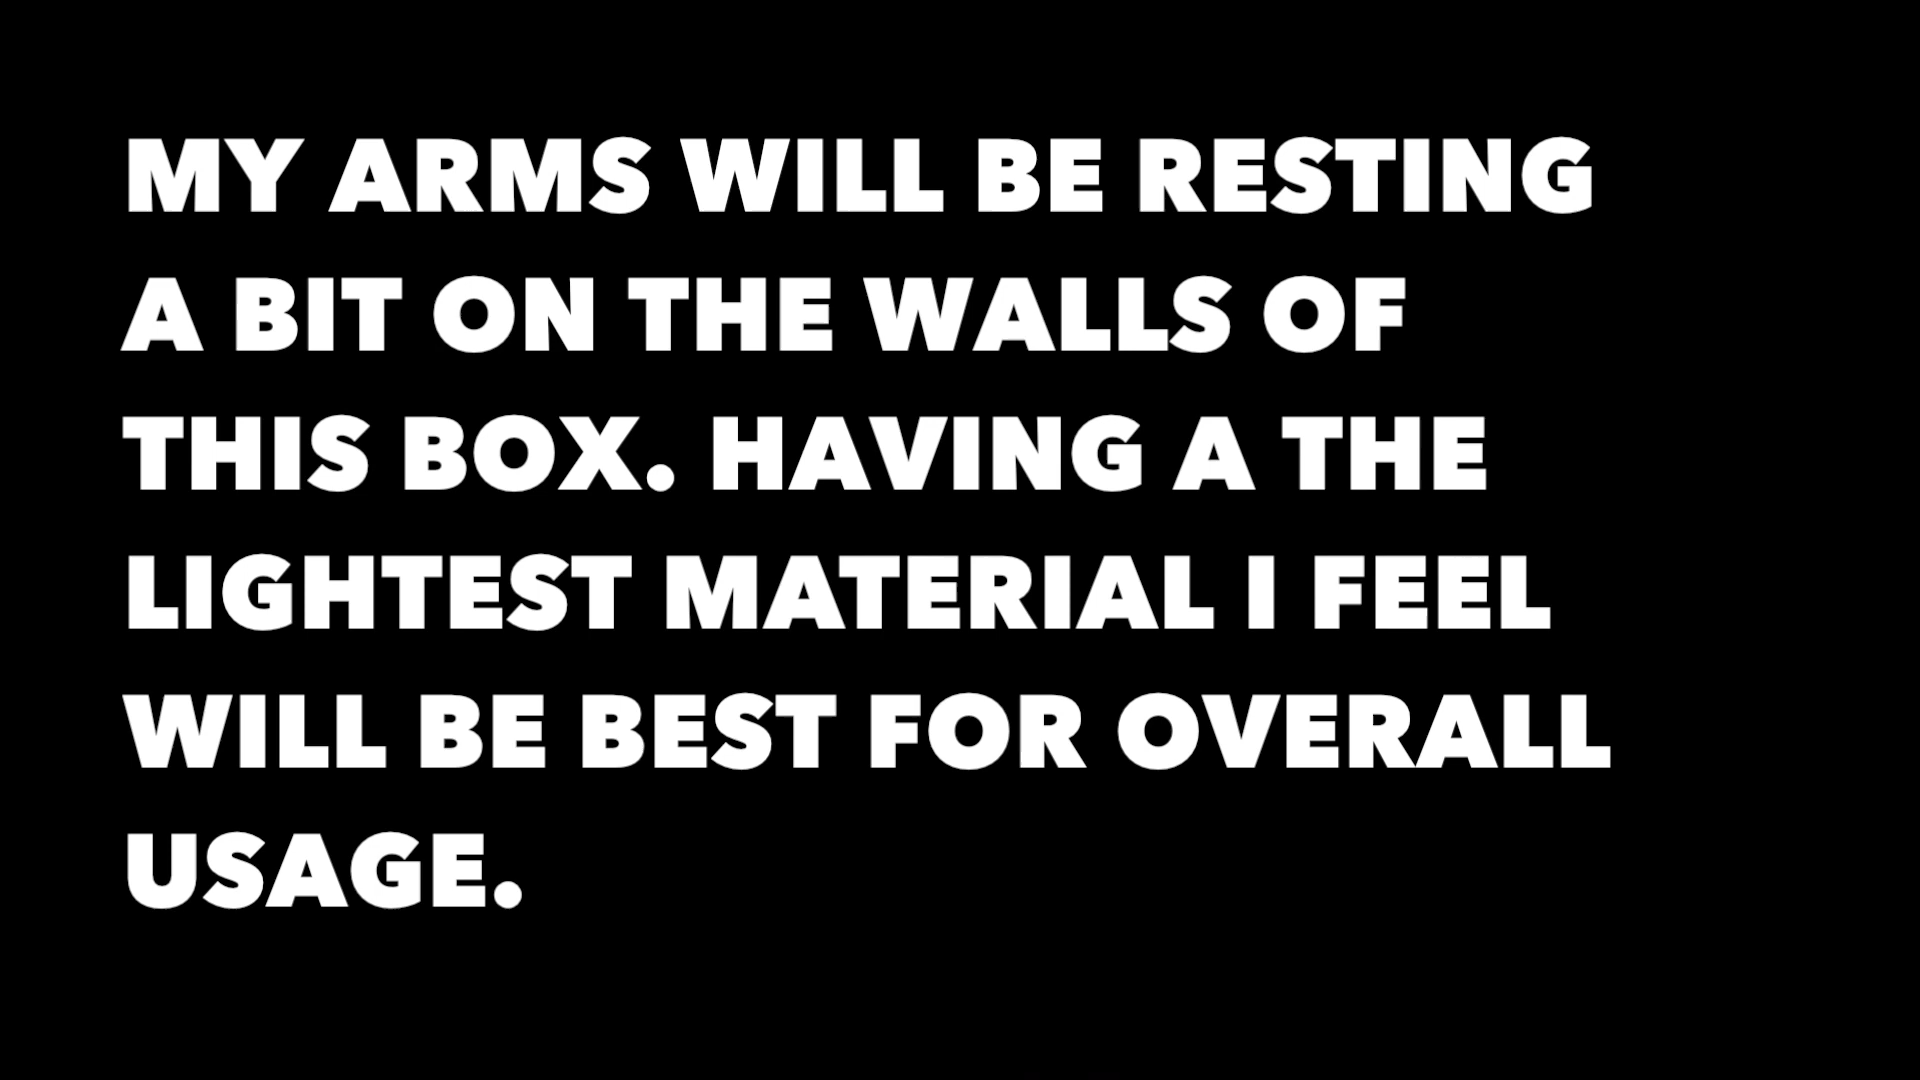 MY ARMS WILL BE RESTING
A BIT ON THE WALLS OF
THIS BOX. HAVING A THE
LIGHTEST MATERIAL I FEEL
WILL BE BEST FOR OVERALL
USAGE.